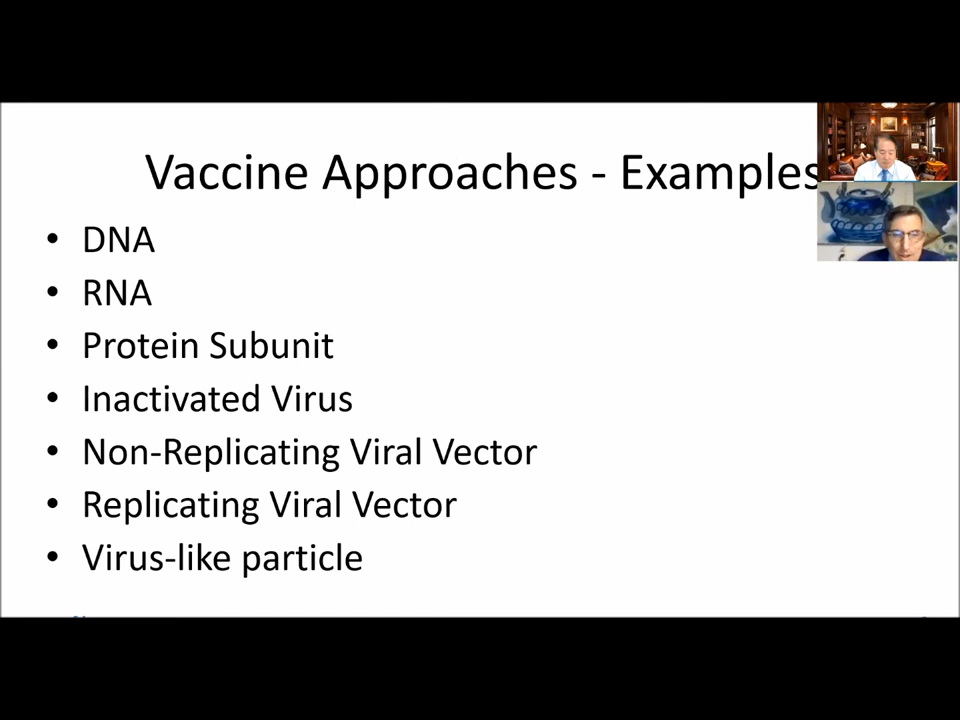 Vaccine Approaches - Examples
• DNA
• RNA
• Protein Subunit
• Inactivated Virus
• Non-Replicating Viral Vector
• Replicating Viral Vector
• Virus-like particle